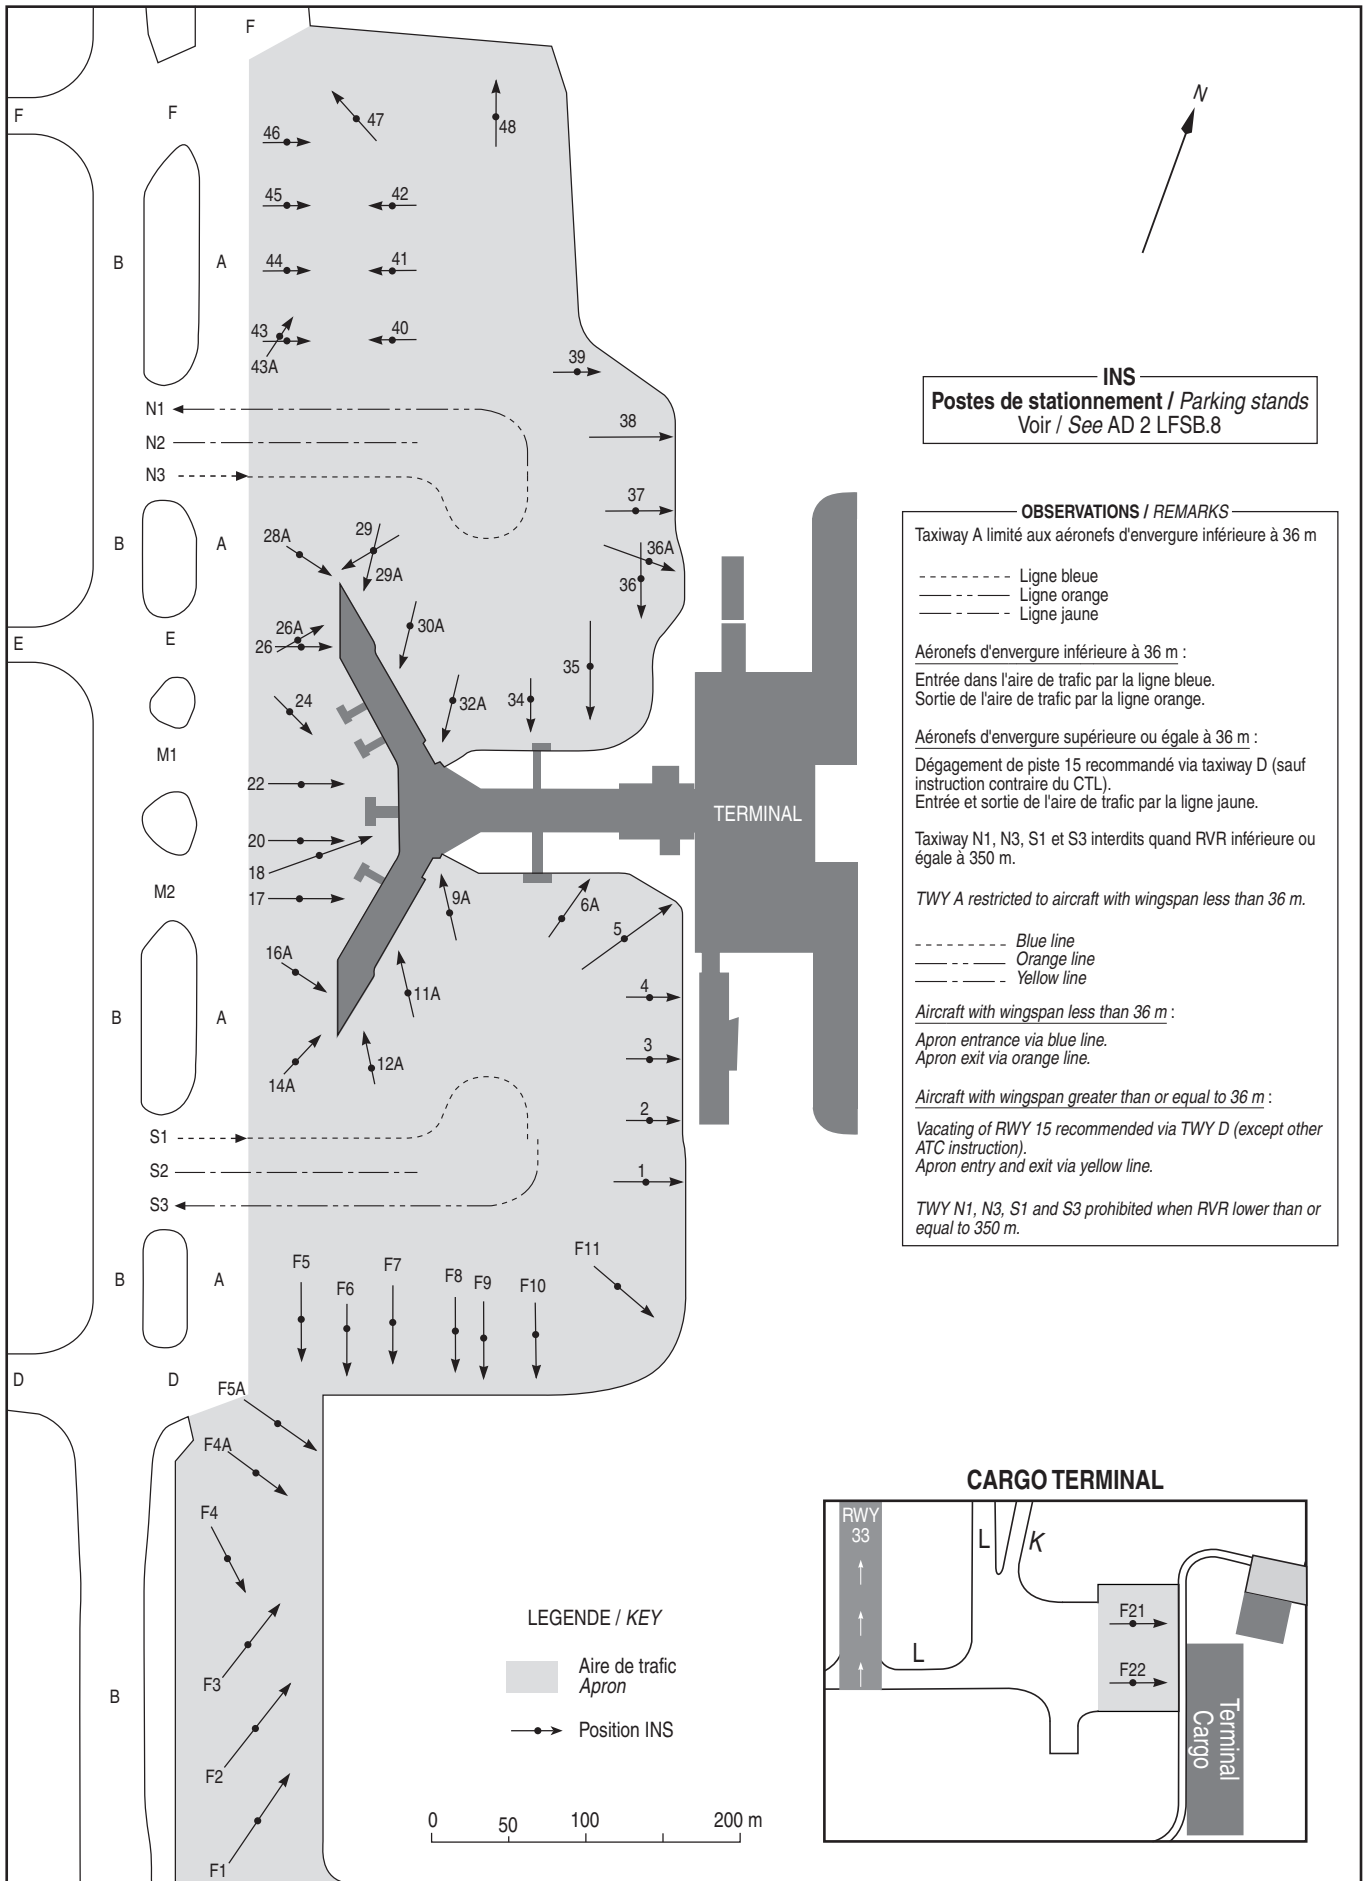 F
47
48
N
F
F
46
45
42
B
A
44
41
43
40
43A
39
INS
Postes de stationnement / Parking stands
Voir / See AD 2 LFSB.8
N1
38
N2
N3
37
OBSERVATIONS / REMARKS
Taxiway A limité aux aéronefs d'envergure inférieure à 36 m
Ligne bleue
Ligne orange
Ligne jaune
Aéronefs d'envergure inférieure à 36 m :
Entrée dans l'aire de trafic par la ligne bleue.
Sortie de l'aire de trafic par la ligne orange.
Aéronefs d'envergure supérieure ou égale à 36 m :
Dégagement de piste 15 recommandé via taxiway D (sauf
instruction contraire du CTL).
Entrée et sortie de l'aire de trafic par la ligne jaune.
Taxiway N1, N3, S1 et S3 interdits quand RVR inférieure ou
égale à 350 m.
TWY A restricted to aircraft with wingspan less than 36 m.
Blue line
Orange line
Yellow line
Aircraft with wingspan less than 36 m :
Apron entrance via blue line.
Apron exit via orange line.
Aircraft with wingspan greater than or equal to 36 m :
Vacating of RWY 15 recommended via TWY D (except other
ATC instruction).
Apron entry and exit via yellow line.
TWY N1, N3, S1 and S3 prohibited when RVR lower than or
equal to 350 m.
B
A
28A
29
29A
36A
36
26A
30A
E
E
26
35
24
32A
34
M1
22
TERMINAL
20
18
M2
17
9A
6A
5
16A
11A
4
B
A
3
14A
12A
2
S1
S2
1
S3
B
A
F5
F6
F7
F8
F9
F10
F11
D
D
F5A
F4A
F4
F3
B
F2
F1
CARGO TERMINAL
RWY
33
L
K
L
F21
F22
Terminal
Cargo
LEGENDE / KEY
Aire de trafic
Apron
Position INS
0
50
100
200 m